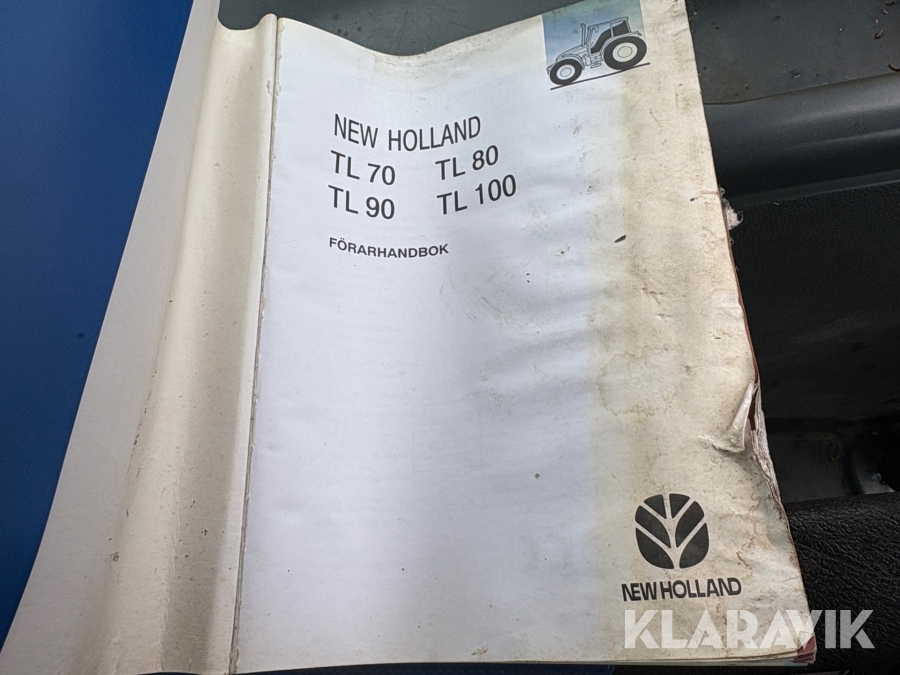 NEW HOLLAND
TL 70 TL 80
TL 90 TL 100
FÖRARHANDBOK
NEW HOLLAND
KLARAVIK